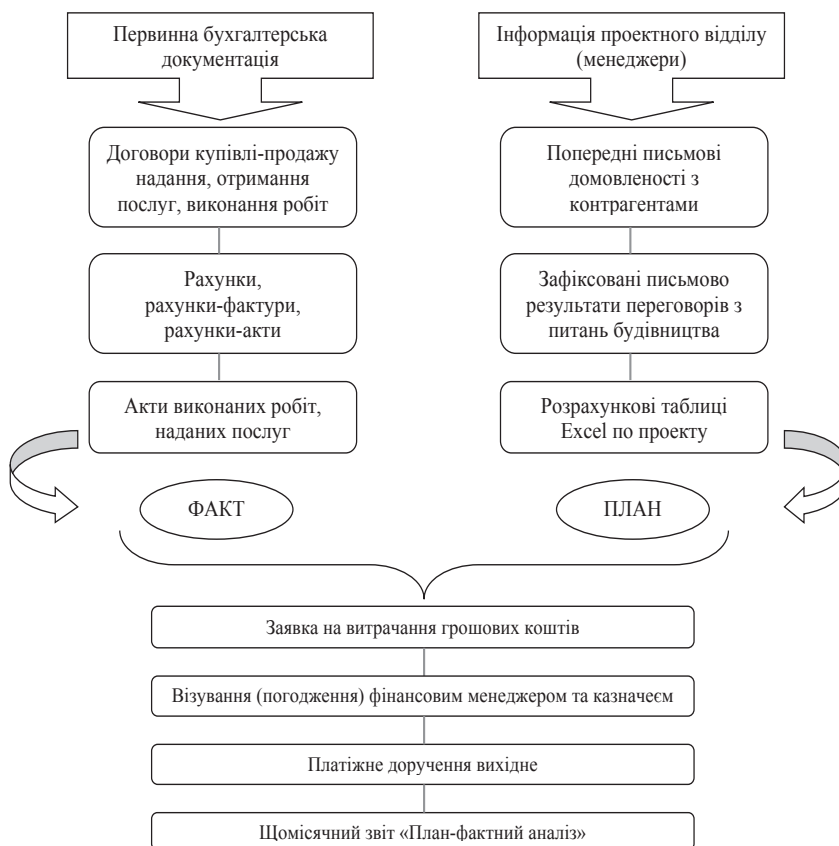 Первинна бухгалтерська
документація
Договори купівлі-продажу
надання, отримання
послуг, виконання робіт
Рахунки,
рахунки-фактури,
рахунки-акти
Акти виконаних робіт,
наданих послуг
ФАКТ
Інформація проектного відділу
(менеджери)
Попередні письмові
домовленості з
контрагентами
Зафіксовані письмово
результати переговорів з
питань будівництва
Розрахункові таблиці
Excel по проекту
ПЛАН
Заявка на витрачання грошових коштів
Візування (погодження) фінансовим менеджером та казначеєм
Платіжне доручення вихідне
Щомісячний звіт «План-фактний аналіз»